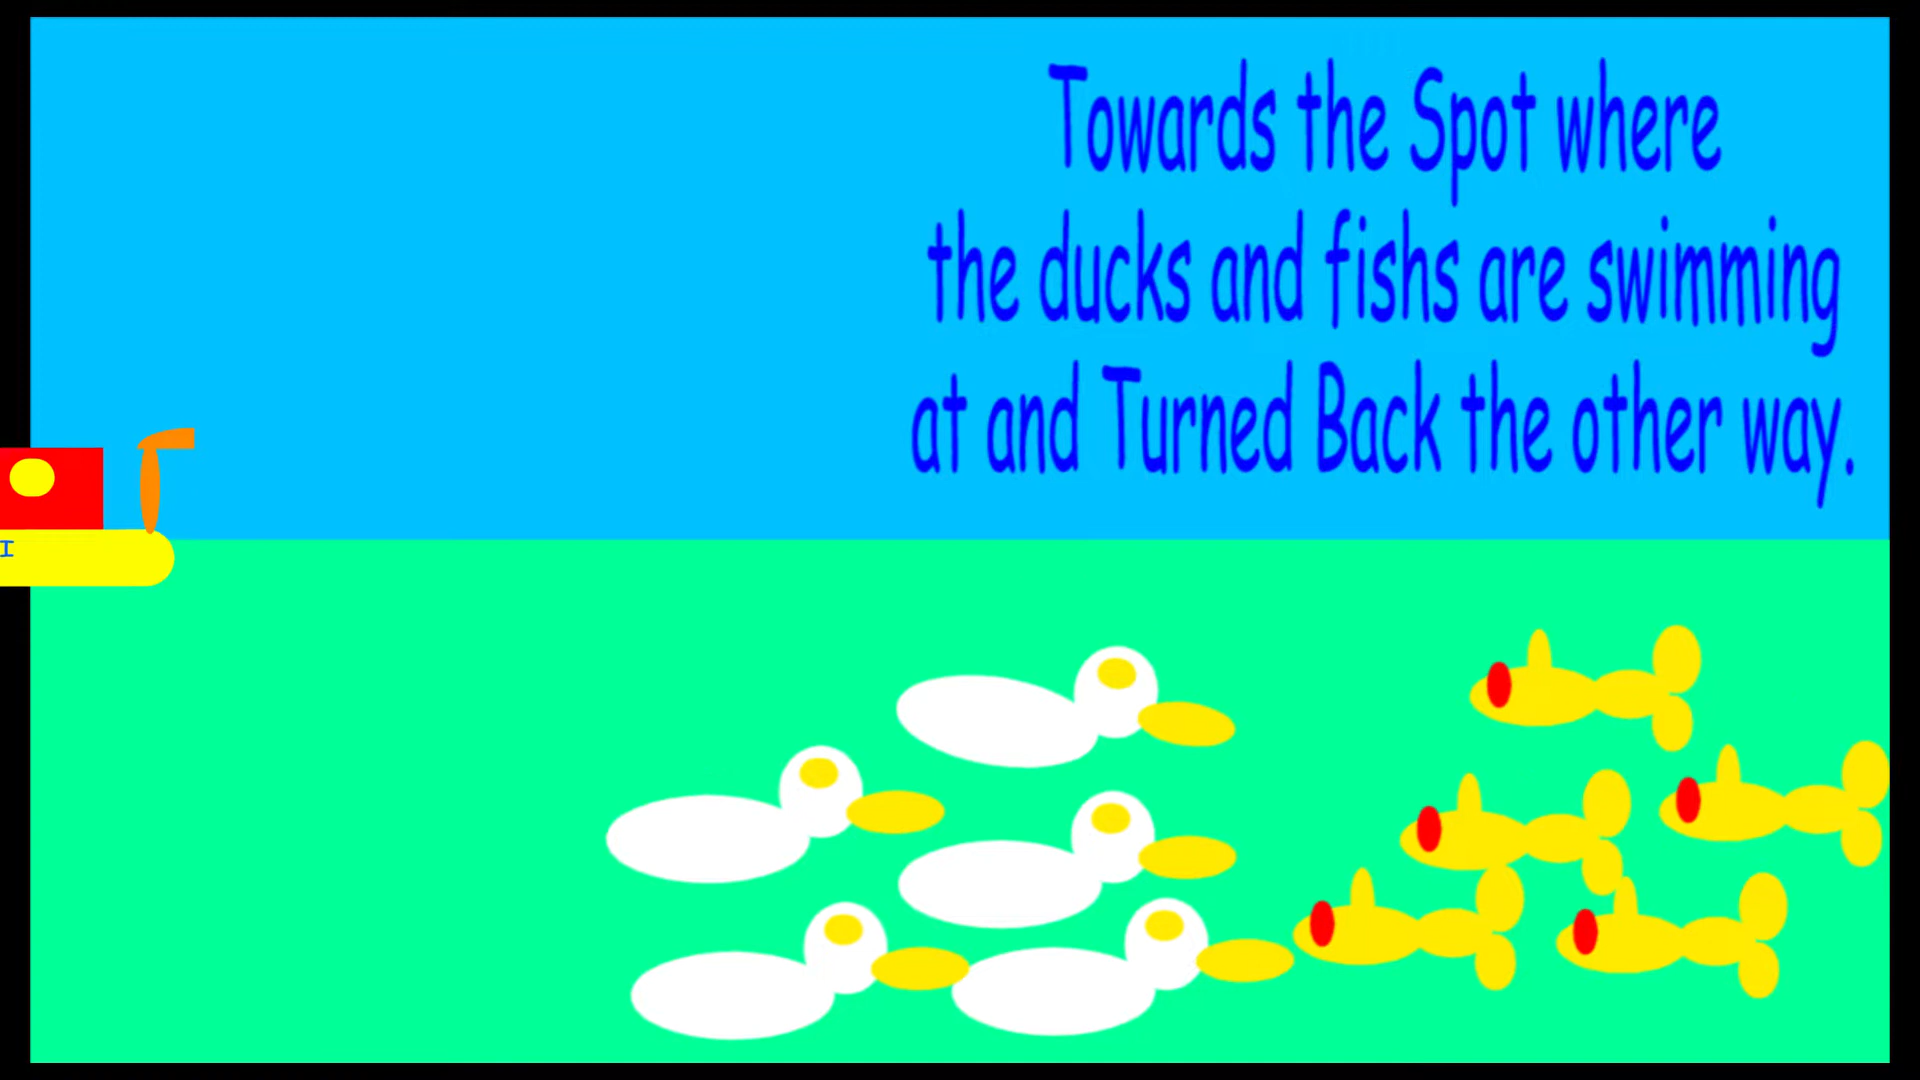 Towards the Spot where
the ducks and fishs are swimming
at and Turned Back the other way.
I